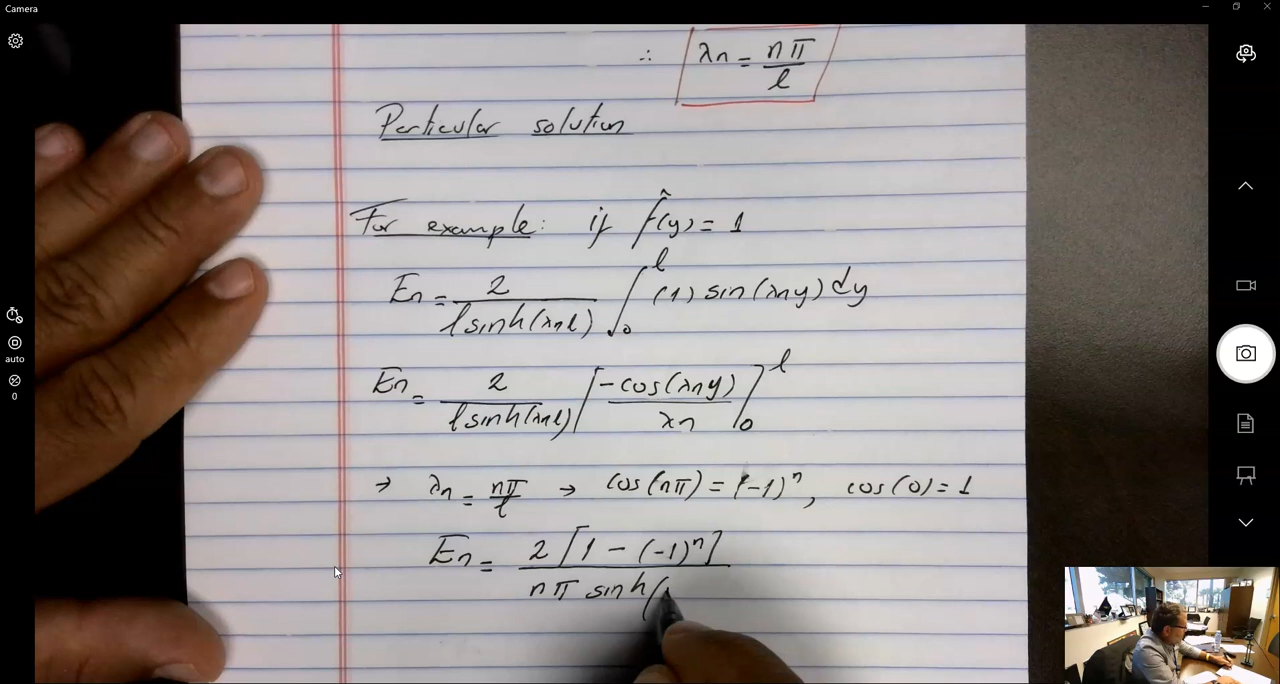 Camera
∴ λn = nπ/l
Particular solution
For example: if f̂(y) = 1
En = 2/(l sinh(λnl)) ∫₀ˡ (1) sin(λny) dy
En = 2/(l sinh(λnl)) [-cos(λny)/λn]₀ˡ
→ λn = nπ/l → cos(nπ) = (-1)ⁿ, cos(0) = 1
En = 2[1 - (-1)ⁿ]/(nπ sinh(
auto
0